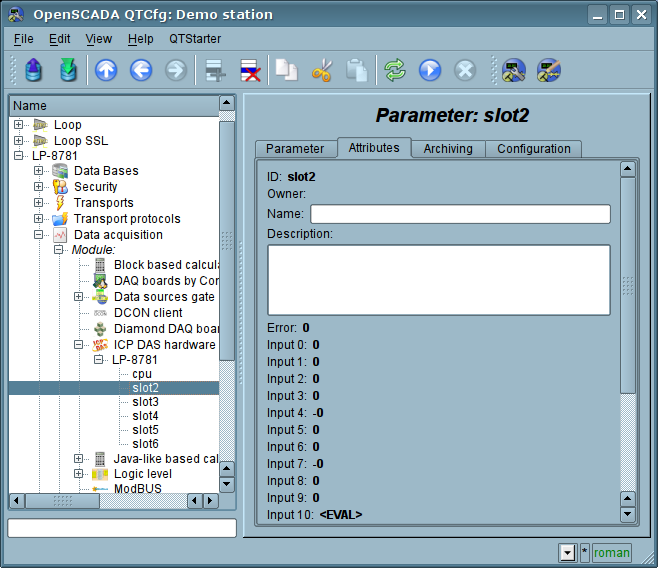 OpenSCADA QTCfg: Demo station
File Edit View Help QTStarter
Name
Loop
Loop SSL
LP-8781
Data Bases
Security
Transports
Transport protocols
Data acquisition
Module:
Block based calcula
DAQ boards by Cor
Data sources gate
DCON client
Diamond DAQ boar
ICP DAS hardware
LP-8781
cpu
slot2
slot3
slot4
slot5
slot6
Java-like based cal
Logic level
ModBUS
Parameter: slot2
Parameter Attributes Archiving Configuration
ID: slot2
Owner:
Name:
Description:
Error: 0
Input 0: 0
Input 1: 0
Input 2: 0
Input 3: 0
Input 4: -0
Input 5: 0
Input 6: 0
Input 7: -0
Input 8: 0
Input 9: 0
Input 10: <EVAL>
* roman